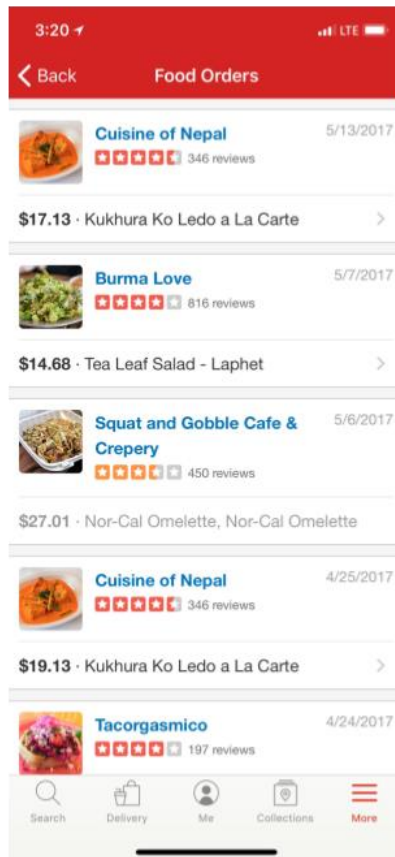 3:20 LTE
Back Food Orders
Cuisine of Nepal 5/13/2017
346 reviews
$17.13 · Kukhura Ko Ledo a La Carte
Burma Love 5/7/2017
816 reviews
$14.68 · Tea Leaf Salad - Laphet
Squat and Gobble Cafe & 5/6/2017
Crepery
450 reviews
$27.01 · Nor-Cal Omelette, Nor-Cal Omelette
Cuisine of Nepal 4/25/2017
346 reviews
$19.13 · Kukhura Ko Ledo a La Carte
Tacorgasmico 4/24/2017
197 reviews
Search Delivery Me Collections More